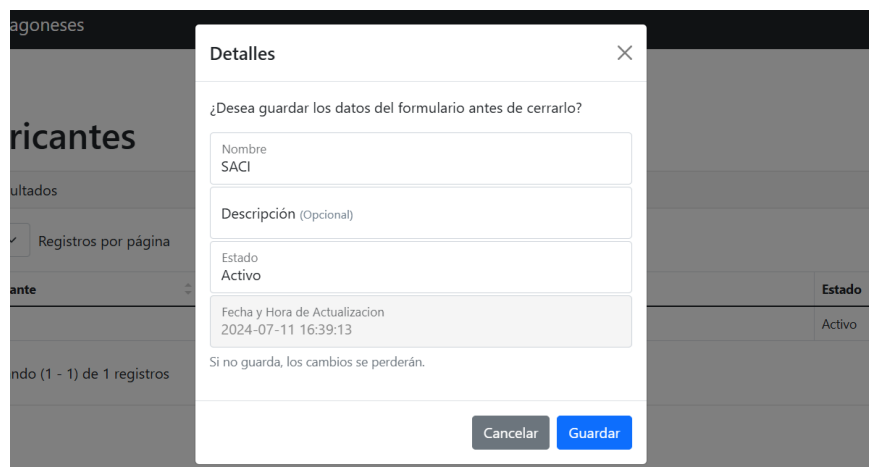 agoneses
Detalles
¿Desea guardar los datos del formulario antes de cerrarlo?
ricantes
Nombre
SACI
ultados
Descripción (Opcional)
Registros por página
Estado
Activo
ante
Estado
Fecha y Hora de Actualizacion
2024-07-11 16:39:13
Activo
Si no guarda, los cambios se perderán.
ndo (1 - 1) de 1 registros
Cancelar Guardar